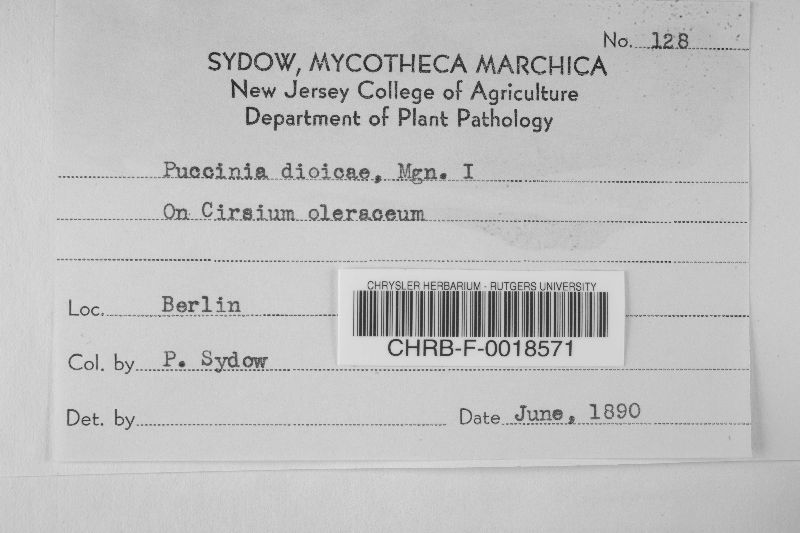 No. 128
SYDOW, MYCOTHECA MARCHICA
New Jersey College of Agriculture
Department of Plant Pathology
Puccinia dioicae, Mgn. I
On Cirsium oleraceum
Loc. Berlin
CHRYSLER HERBARIUM - RUTGERS UNIVERSITY
CHRB-F-0018571
Col. by P. Sydow
Det. by
Date June, 1890